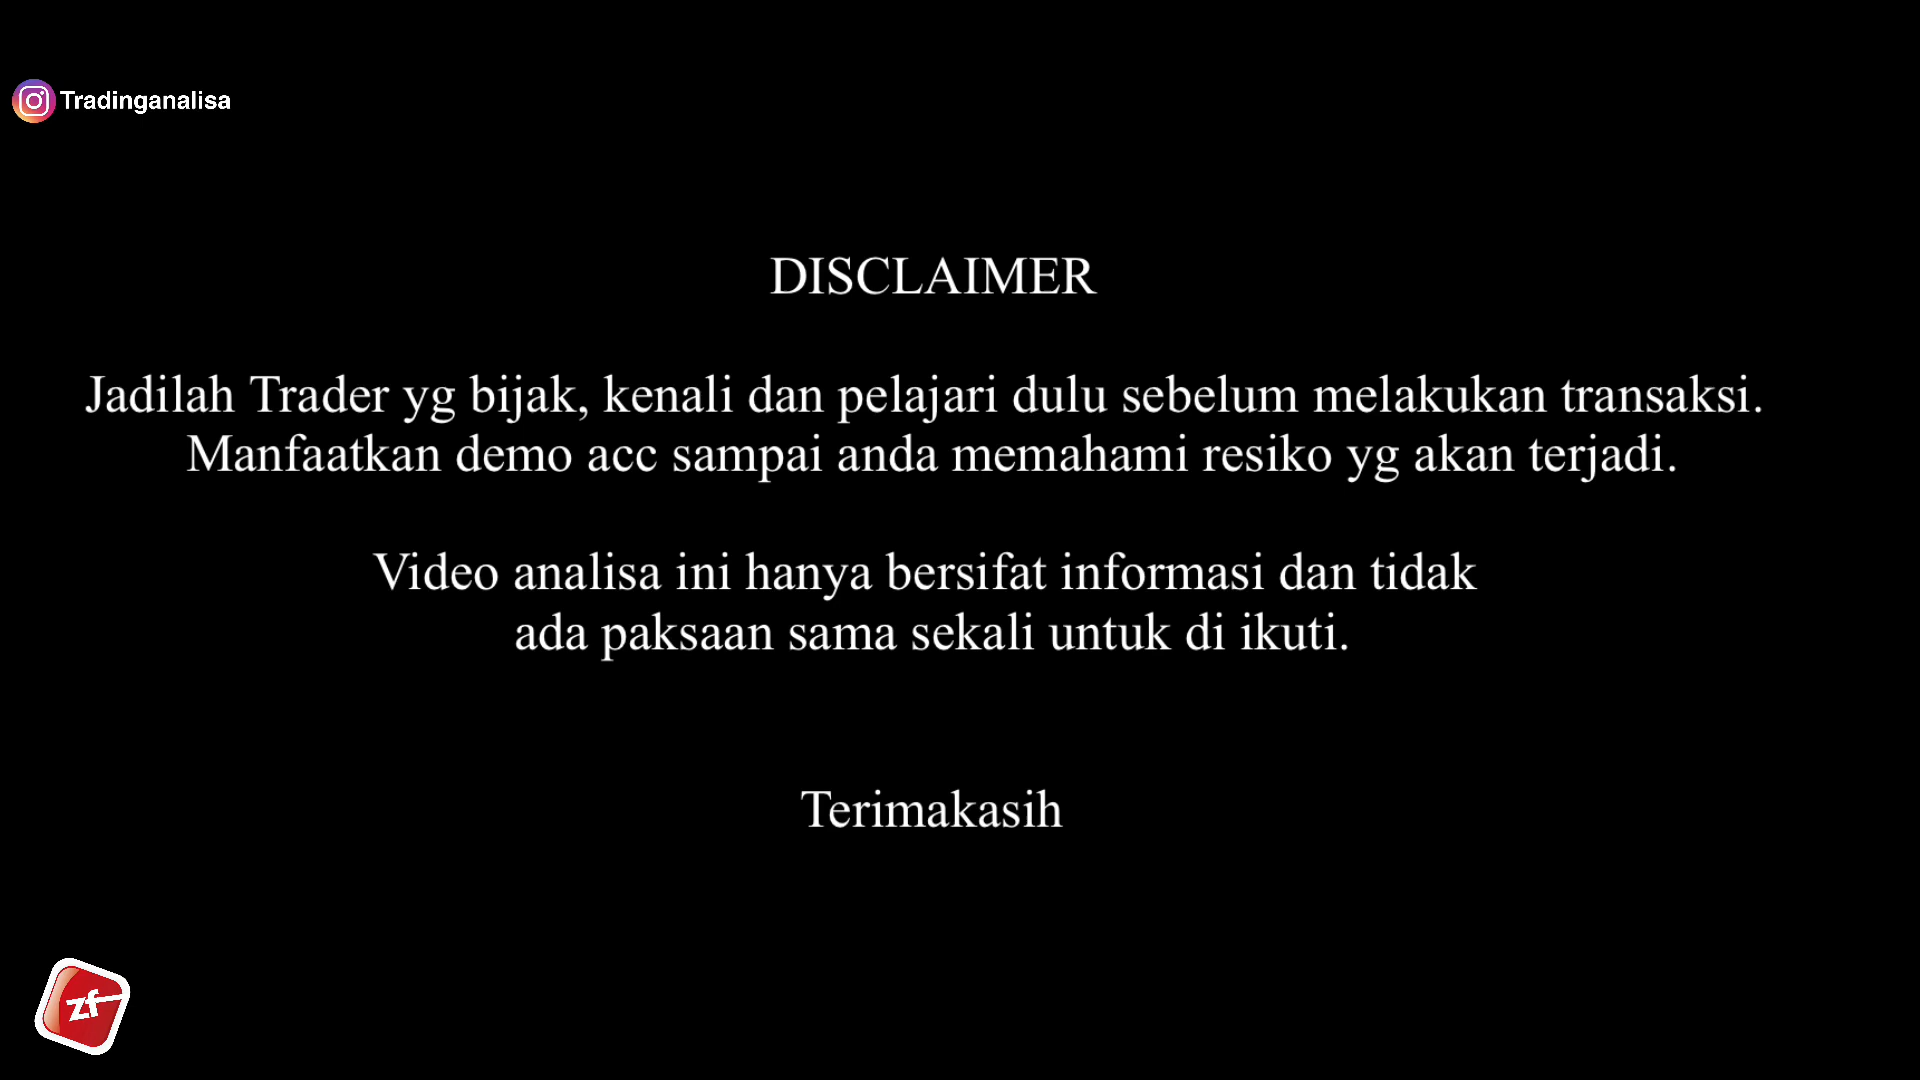 Tradinganalisa
DISCLAIMER
Jadilah Trader yg bijak, kenali dan pelajari dulu sebelum melakukan transaksi.
Manfaatkan demo acc sampai anda memahami resiko yg akan terjadi.
Video analisa ini hanya bersifat informasi dan tidak
ada paksaan sama sekali untuk di ikuti.
Terimakasih
zf